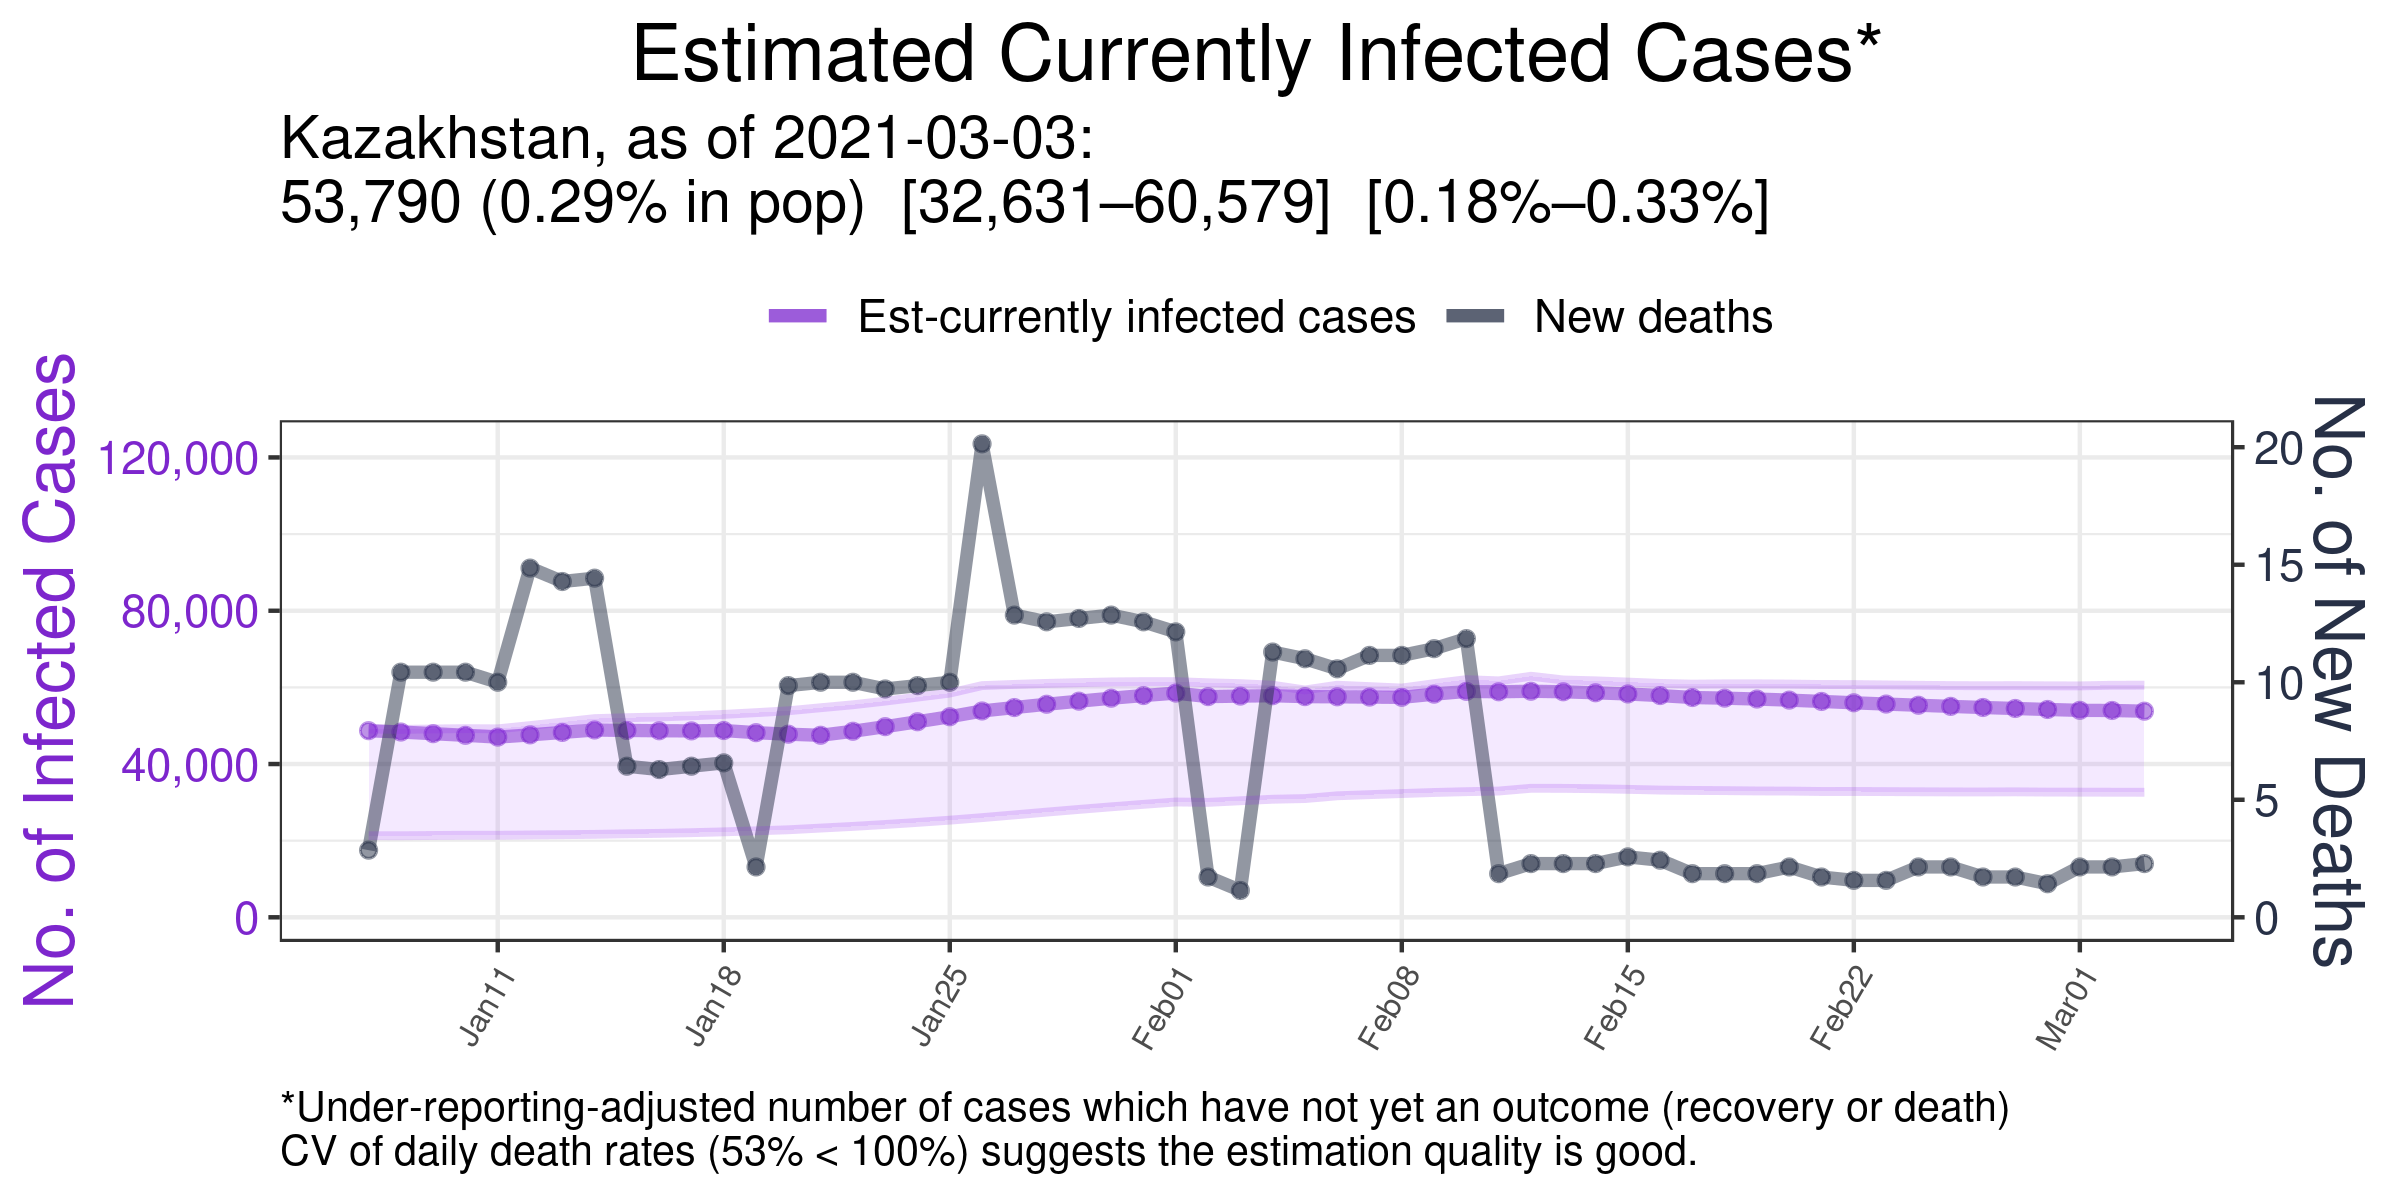 Estimated Currently Infected Cases*
Kazakhstan, as of 2021-03-03:
53,790 (0.29% in pop) [32,631–60,579] [0.18%–0.33%]
Est-currently infected cases
New deaths
No. of Infected Cases
120,000
80,000
40,000
0
No. of New Deaths
20
15
10
5
0
Jan11
Jan18
Jan25
Feb01
Feb08
Feb15
Feb22
Mar01
*Under-reporting-adjusted number of cases which have not yet an outcome (recovery or death)
CV of daily death rates (53% < 100%) suggests the estimation quality is good.